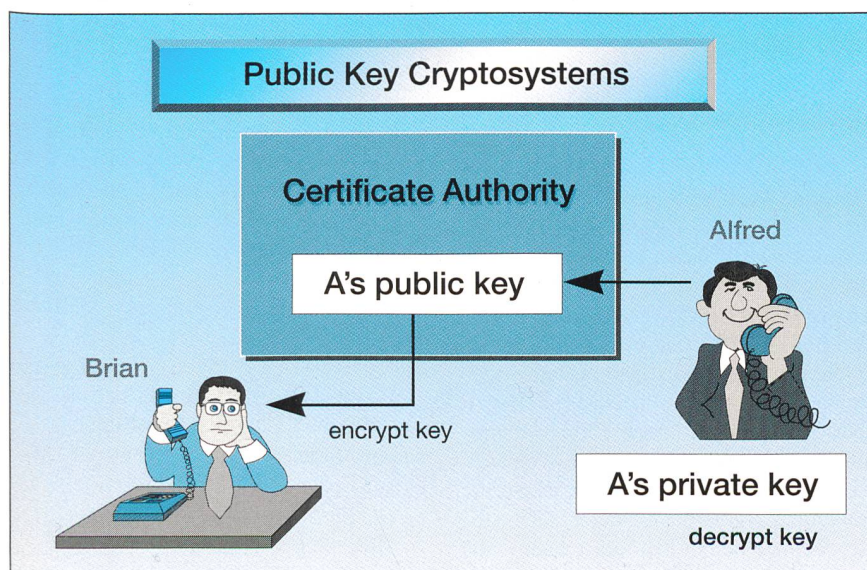 Public Key Cryptosystems
Certificate Authority
Alfred
A's public key
Brian
encrypt key
A's private key
decrypt key